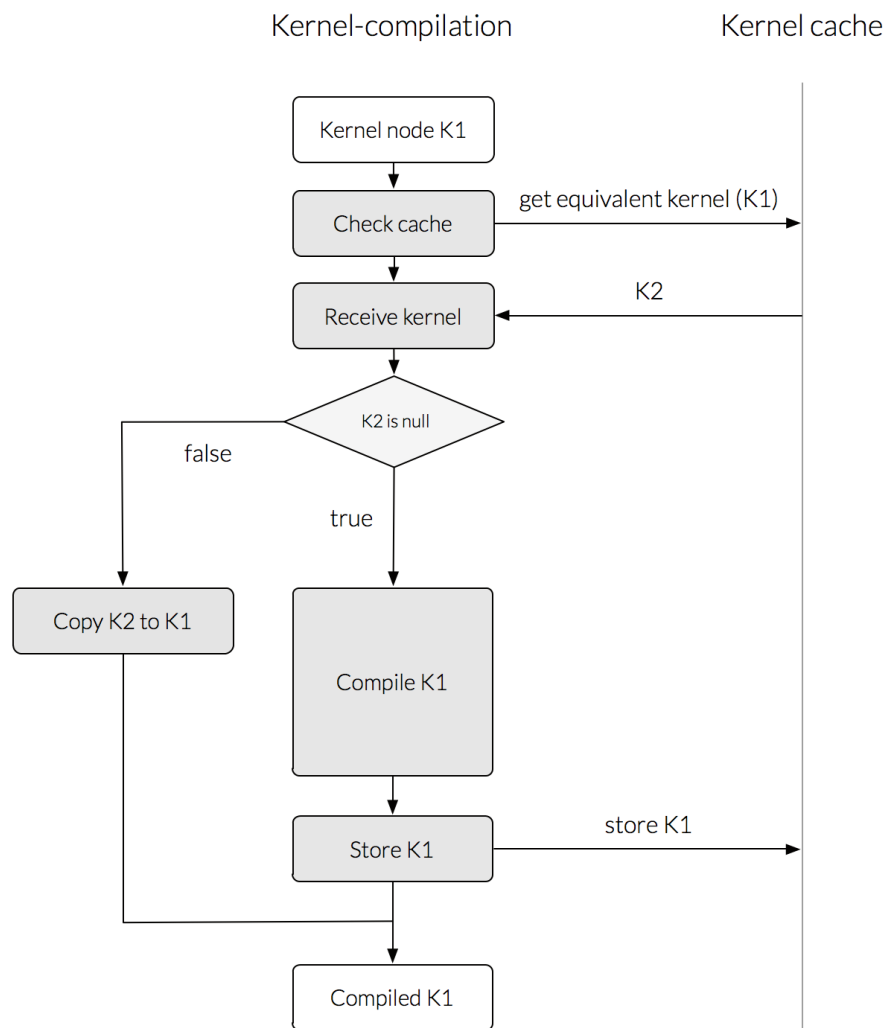 Kernel-compilation
Kernel cache
Kernel node K1
get equivalent kernel (K1)
Check cache
K2
Receive kernel
K2 is null
false
true
Copy K2 to K1
Compile K1
store K1
Store K1
Compiled K1